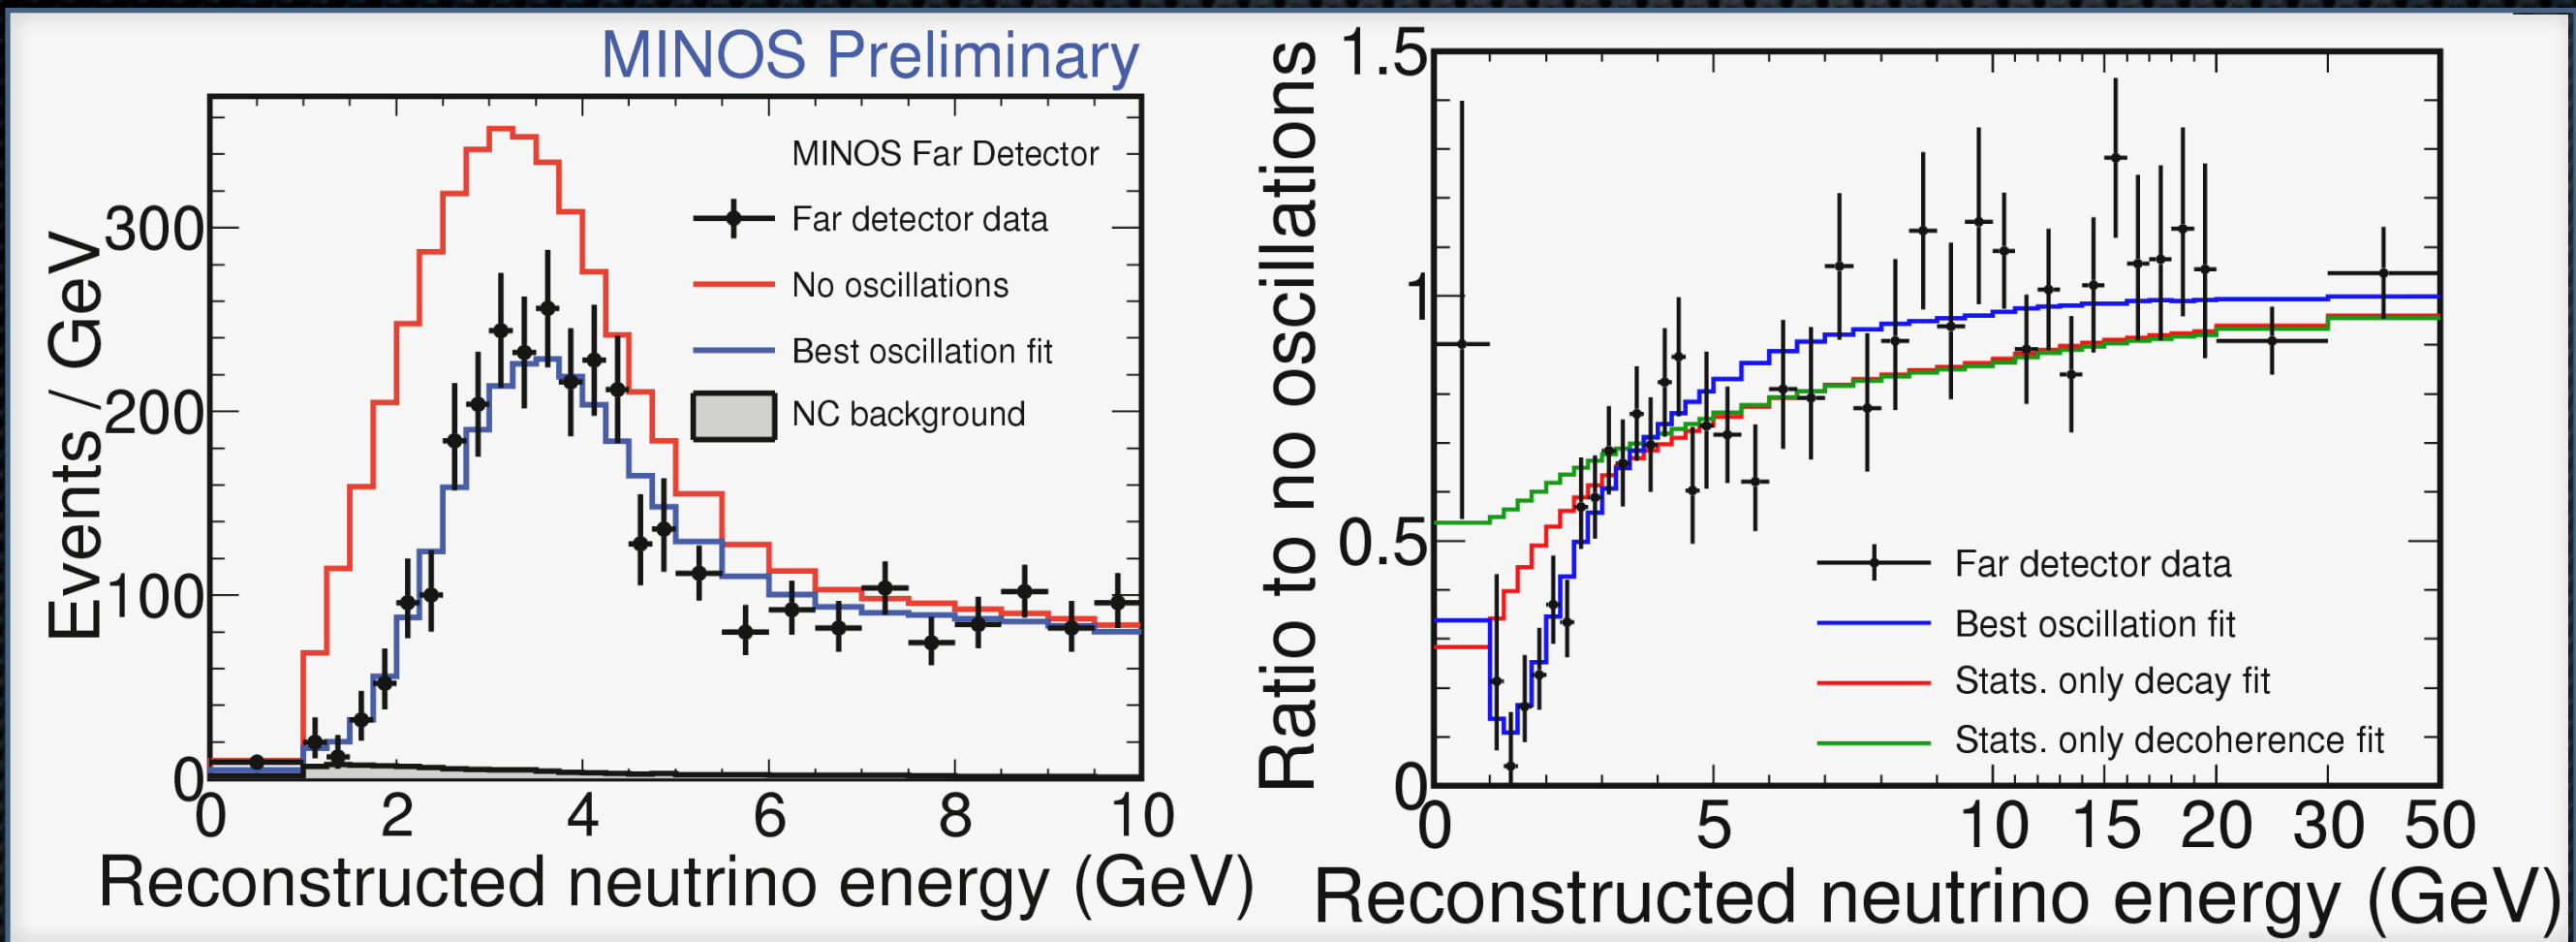 MINOS Preliminary
Events / GeV
300
200
100
0
0 2 4 6 8 10
Reconstructed neutrino energy (GeV)
MINOS Far Detector
Far detector data
No oscillations
Best oscillation fit
NC background
Ratio to no oscillations
1.5
1
0.5
0
0 5 10 15 20 30 50
Reconstructed neutrino energy (GeV)
Far detector data
Best oscillation fit
Stats. only decay fit
Stats. only decoherence fit